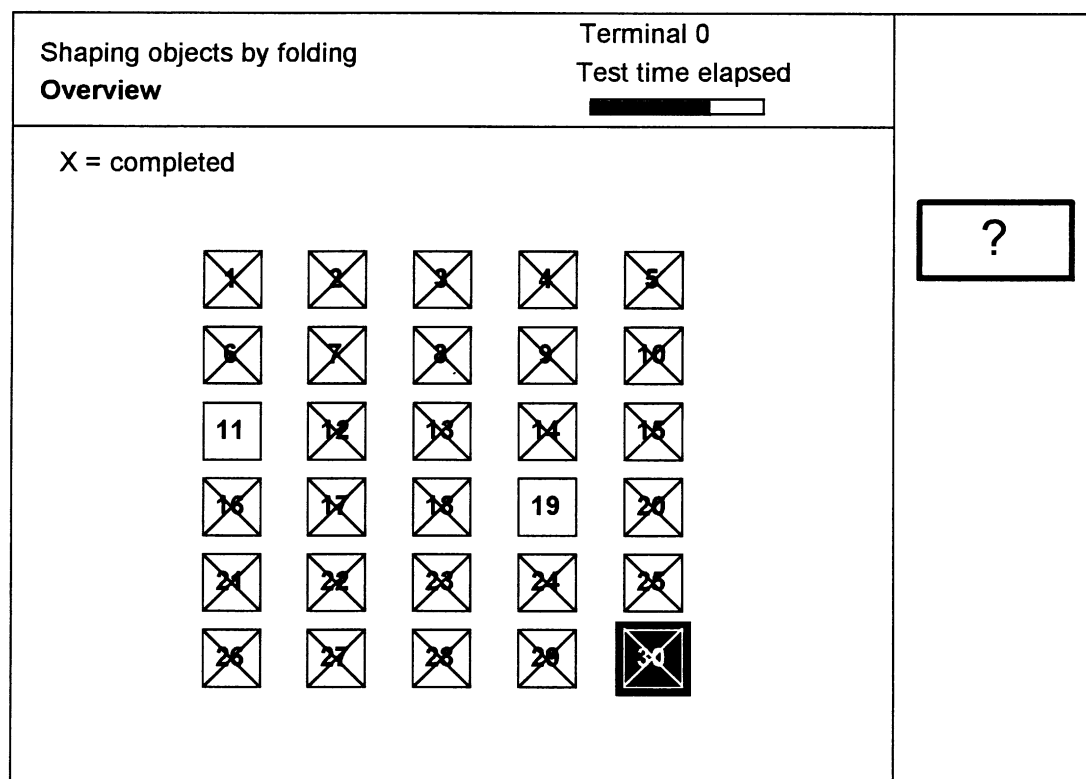 Shaping objects by folding
Overview
Terminal 0
Test time elapsed
X = completed
?
1 2 3 4 5
6 7 8 9 10
11 12 13 14 15
16 17 18 19 20
21 22 23 24 25
26 27 28 29 30